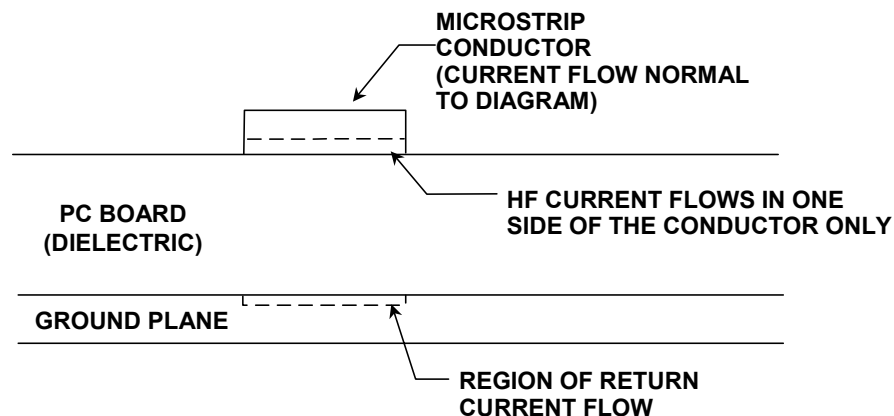 MICROSTRIP
CONDUCTOR
(CURRENT FLOW NORMAL
TO DIAGRAM)
HF CURRENT FLOWS IN ONE
SIDE OF THE CONDUCTOR ONLY
PC BOARD
(DIELECTRIC)
GROUND PLANE
REGION OF RETURN
CURRENT FLOW